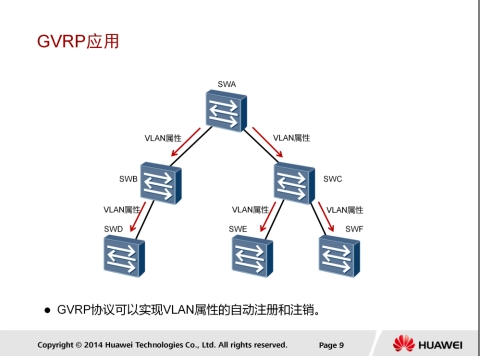 GVRP应用
SWA
VLAN属性
VLAN属性
SWB
SWC
VLAN属性
VLAN属性
VLAN属性
SWD
SWE
SWF
● GVRP协议可以实现VLAN属性的自动注册和注销。
Copyright © 2014 Huawei Technologies Co., Ltd. All rights reserved.
Page 9
HUAWEI